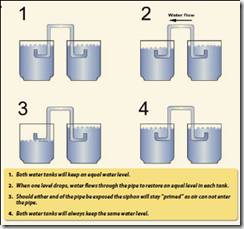 1
2
Water flow
3
4
1. Both water tanks will keep an equal water level.
2. When one level drops, water flows through the pipe to restore an equal level in each tank.
3. Should either end of the pipe be exposed the siphon will stay "primed" as air can not enter
the pipe.
4. Both water tanks will always keep the same water level.